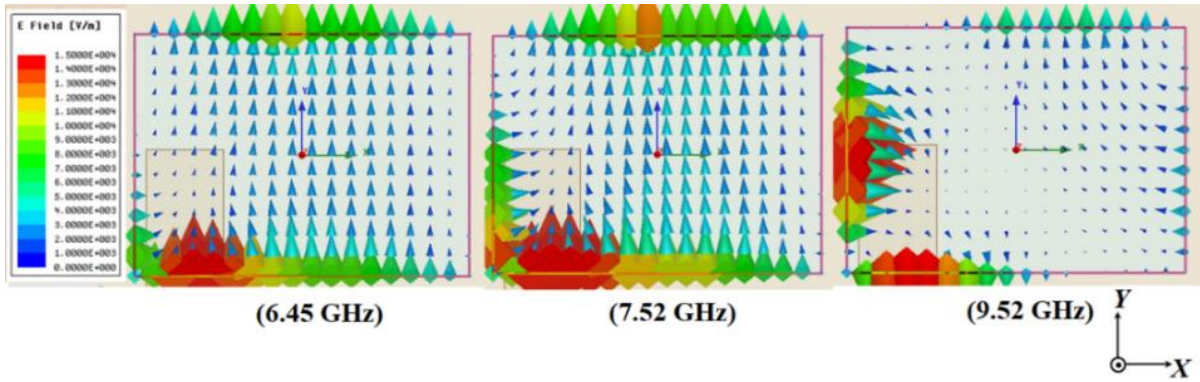 E Field [V/m]
1.5000E+004
1.4000E+004
1.3000E+004
1.2000E+004
1.1000E+004
1.0000E+004
9.0000E+003
8.0000E+003
7.0000E+003
6.0000E+003
5.0000E+003
4.0000E+003
3.0000E+003
2.0000E+003
1.0000E+003
0.0000E+000
Y
X
Y
X
Y
X
(6.45 GHz)
(7.52 GHz)
(9.52 GHz)
Y
X